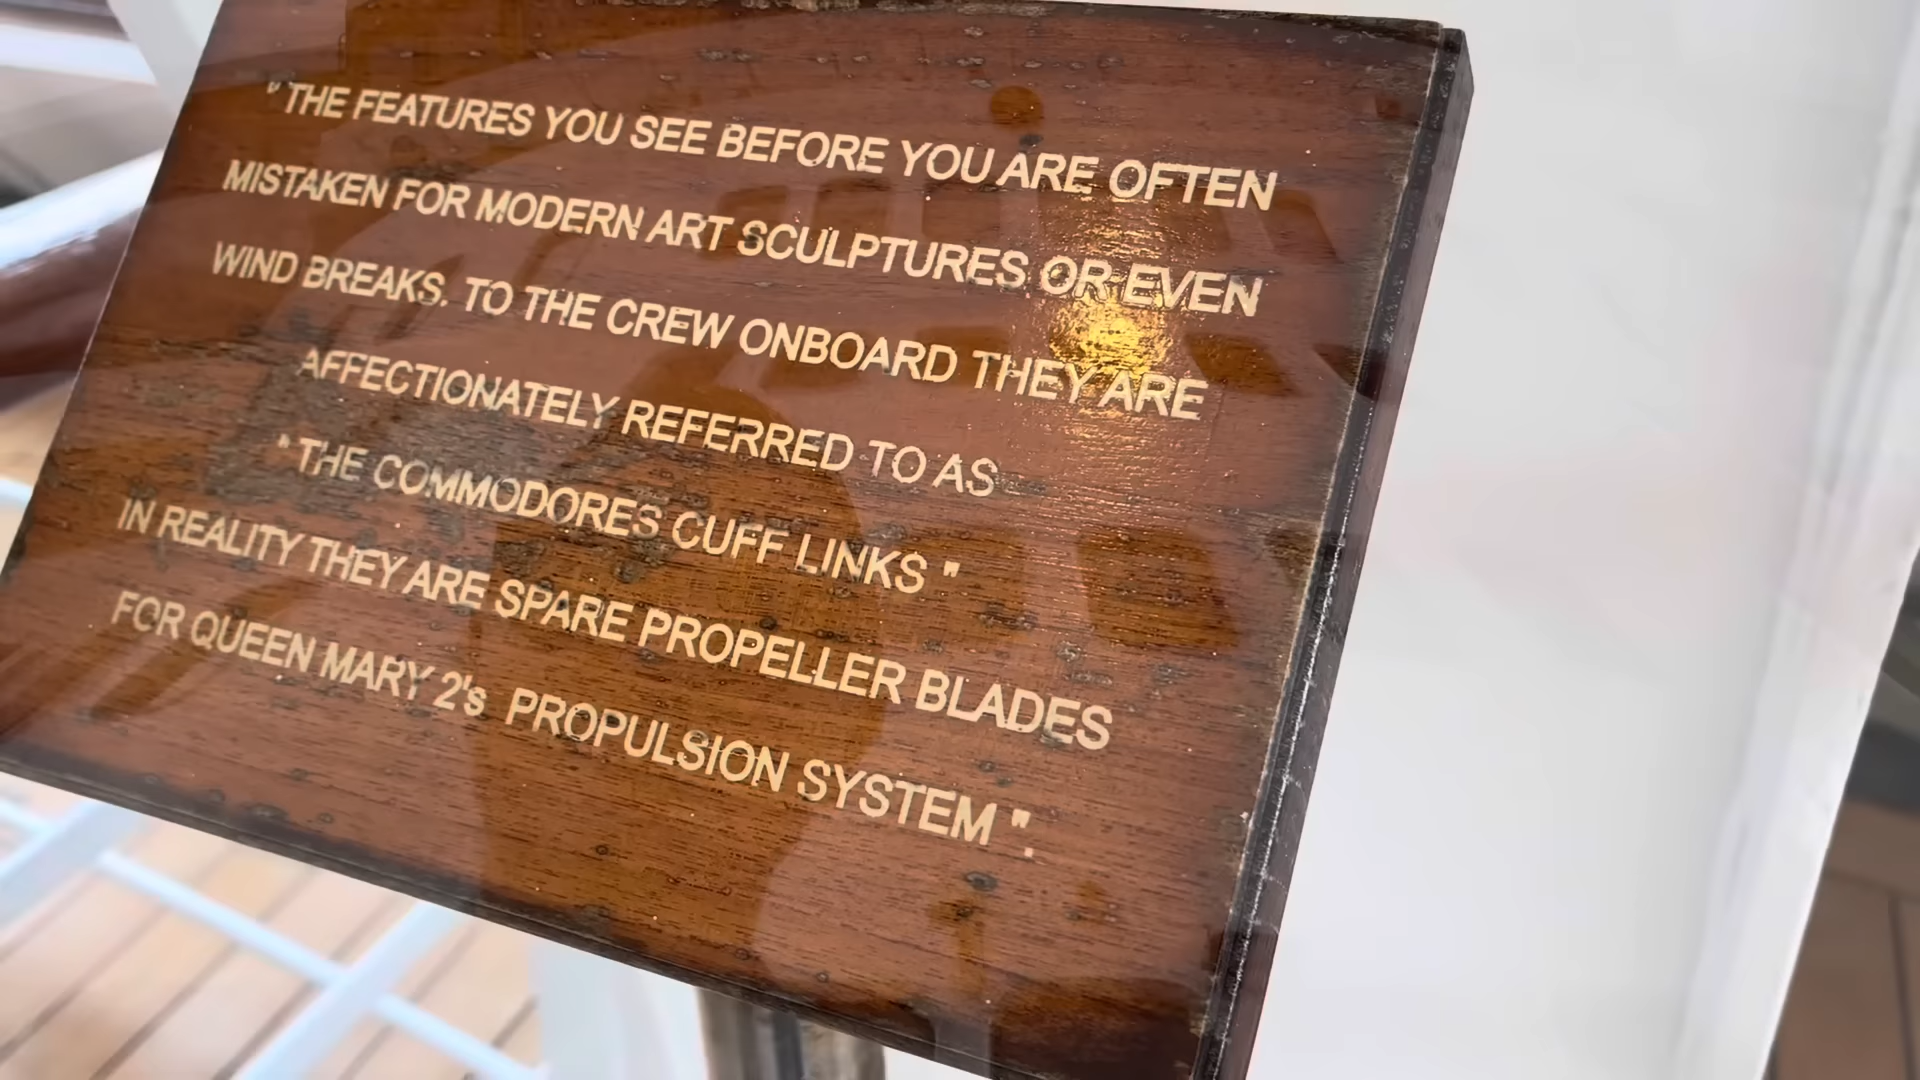 " THE FEATURES YOU SEE BEFORE YOU ARE OFTEN
MISTAKEN FOR MODERN ART SCULPTURES OR EVEN
WIND BREAKS. TO THE CREW ONBOARD THEY ARE
AFFECTIONATELY REFERRED TO AS
" THE COMMODORES CUFF LINKS "
IN REALITY THEY ARE SPARE PROPELLER BLADES
FOR QUEEN MARY 2's PROPULSION SYSTEM ".